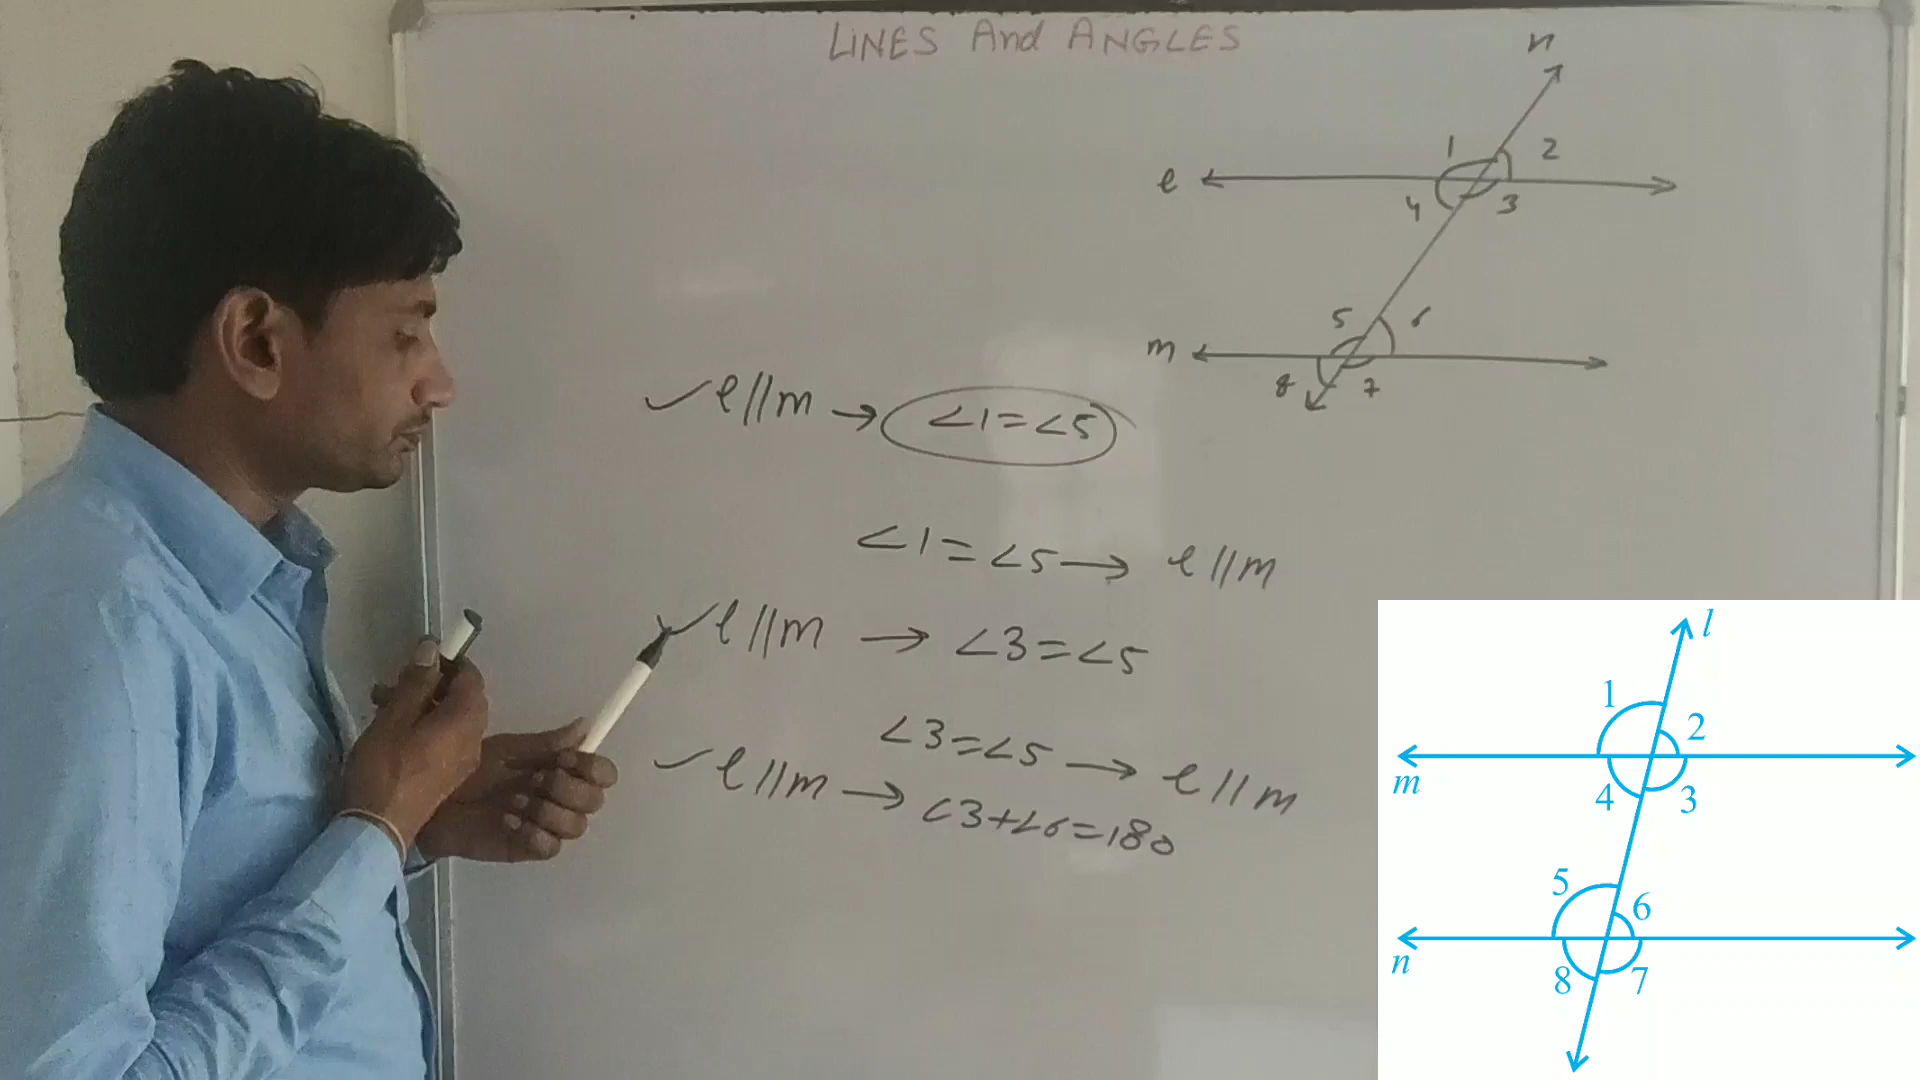 LINES And ANGLES
n
1 2
l
4 3
5 6
m
8 7
l||m → ∠1=∠5
∠1=∠5 → l||m
l||m → ∠3=∠5
∠3=∠5 → l||m
l||m → ∠3+∠6=180
l
1
2
m
4 3
5
6
n
8 7